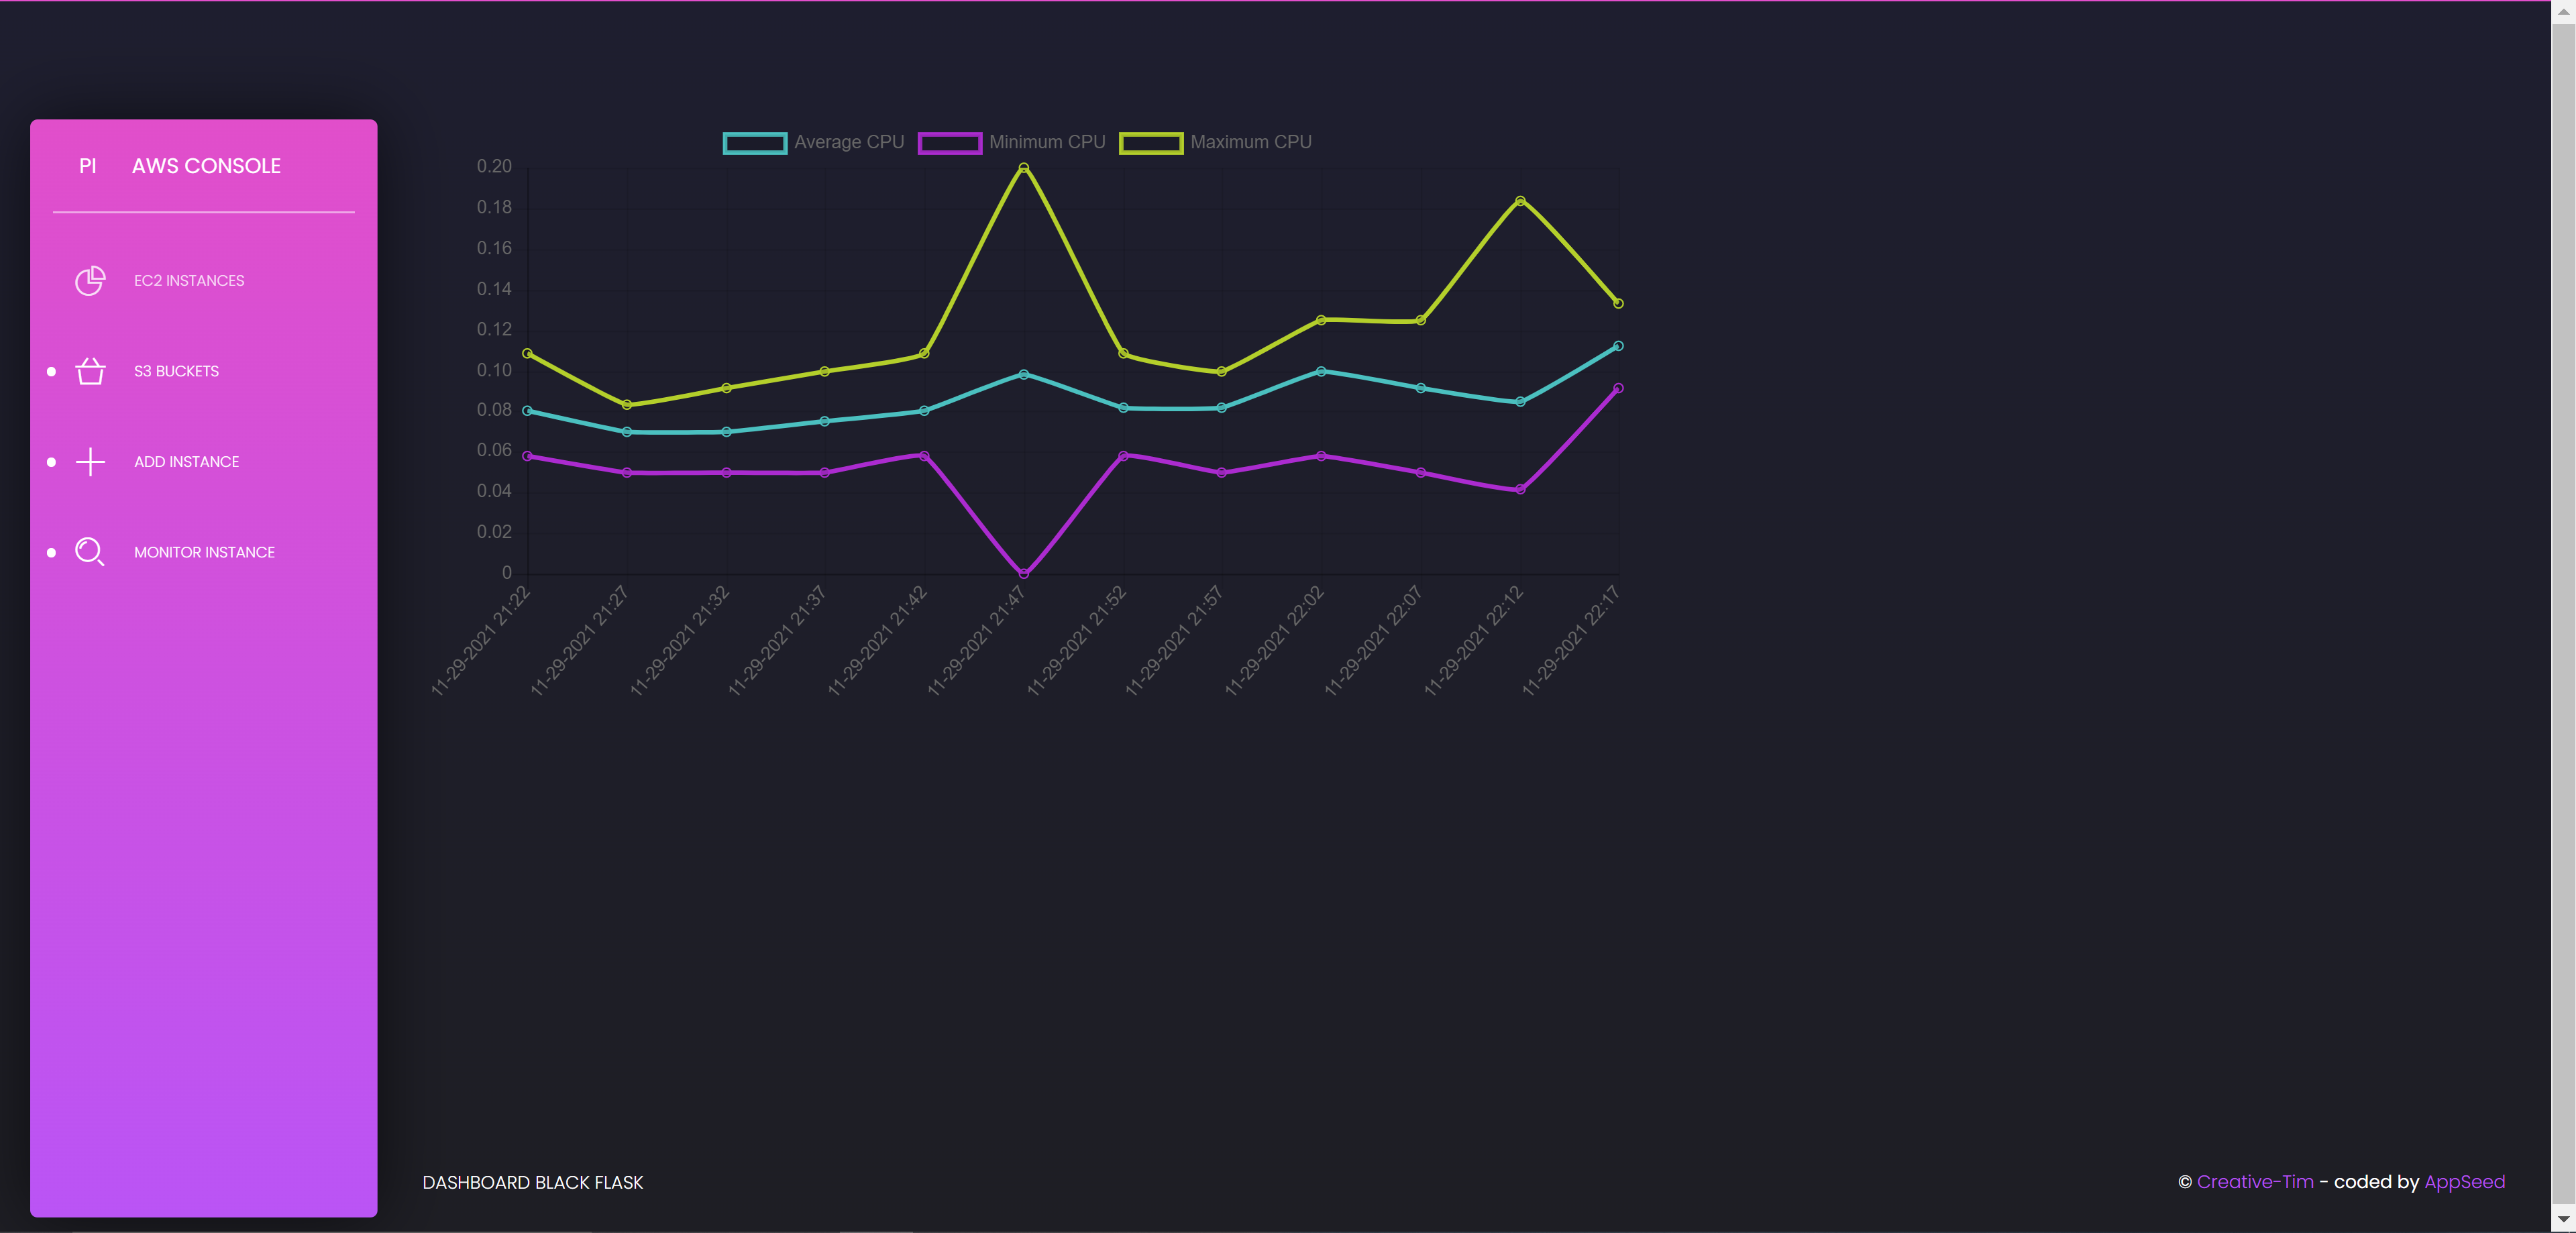 PI AWS CONSOLE
EC2 INSTANCES
S3 BUCKETS
ADD INSTANCE
MONITOR INSTANCE
Average CPU Minimum CPU Maximum CPU
0.20
0.18
0.16
0.14
0.12
0.10
0.08
0.06
0.04
0.02
0
11-29-2021 21:22
11-29-2021 21:27
11-29-2021 21:32
11-29-2021 21:37
11-29-2021 21:42
11-29-2021 21:47
11-29-2021 21:52
11-29-2021 21:57
11-29-2021 22:02
11-29-2021 22:07
11-29-2021 22:12
11-29-2021 22:17
DASHBOARD BLACK FLASK
© Creative-Tim - coded by AppSeed